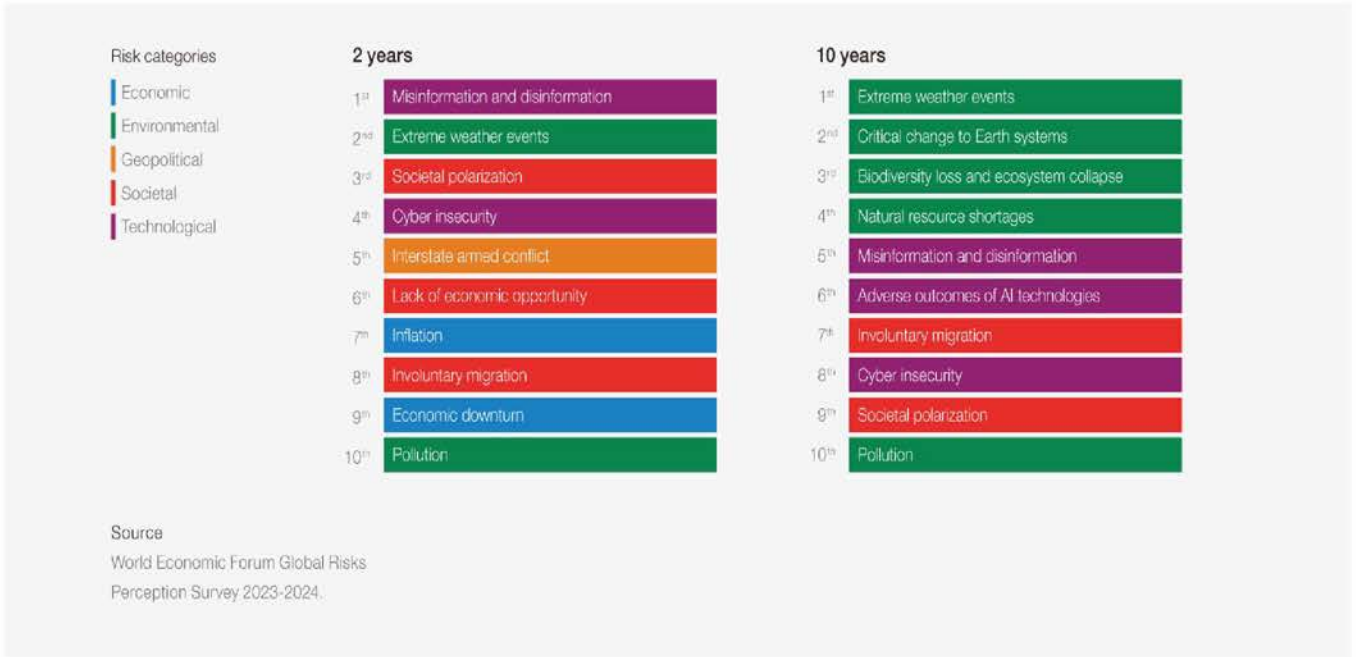 Risk categories
Economic
Environmental
Geopolitical
Societal
Technological
2 years
1st Misinformation and disinformation
2nd Extreme weather events
3rd Societal polarization
4th Cyber insecurity
5th Interstate armed conflict
6th Lack of economic opportunity
7th Inflation
8th Involuntary migration
9th Economic downturn
10th Pollution
10 years
1st Extreme weather events
2nd Critical change to Earth systems
3rd Biodiversity loss and ecosystem collapse
4th Natural resource shortages
5th Misinformation and disinformation
6th Adverse outcomes of AI technologies
7th Involuntary migration
8th Cyber insecurity
9th Societal polarization
10th Pollution
Source
World Economic Forum Global Risks
Perception Survey 2023-2024.